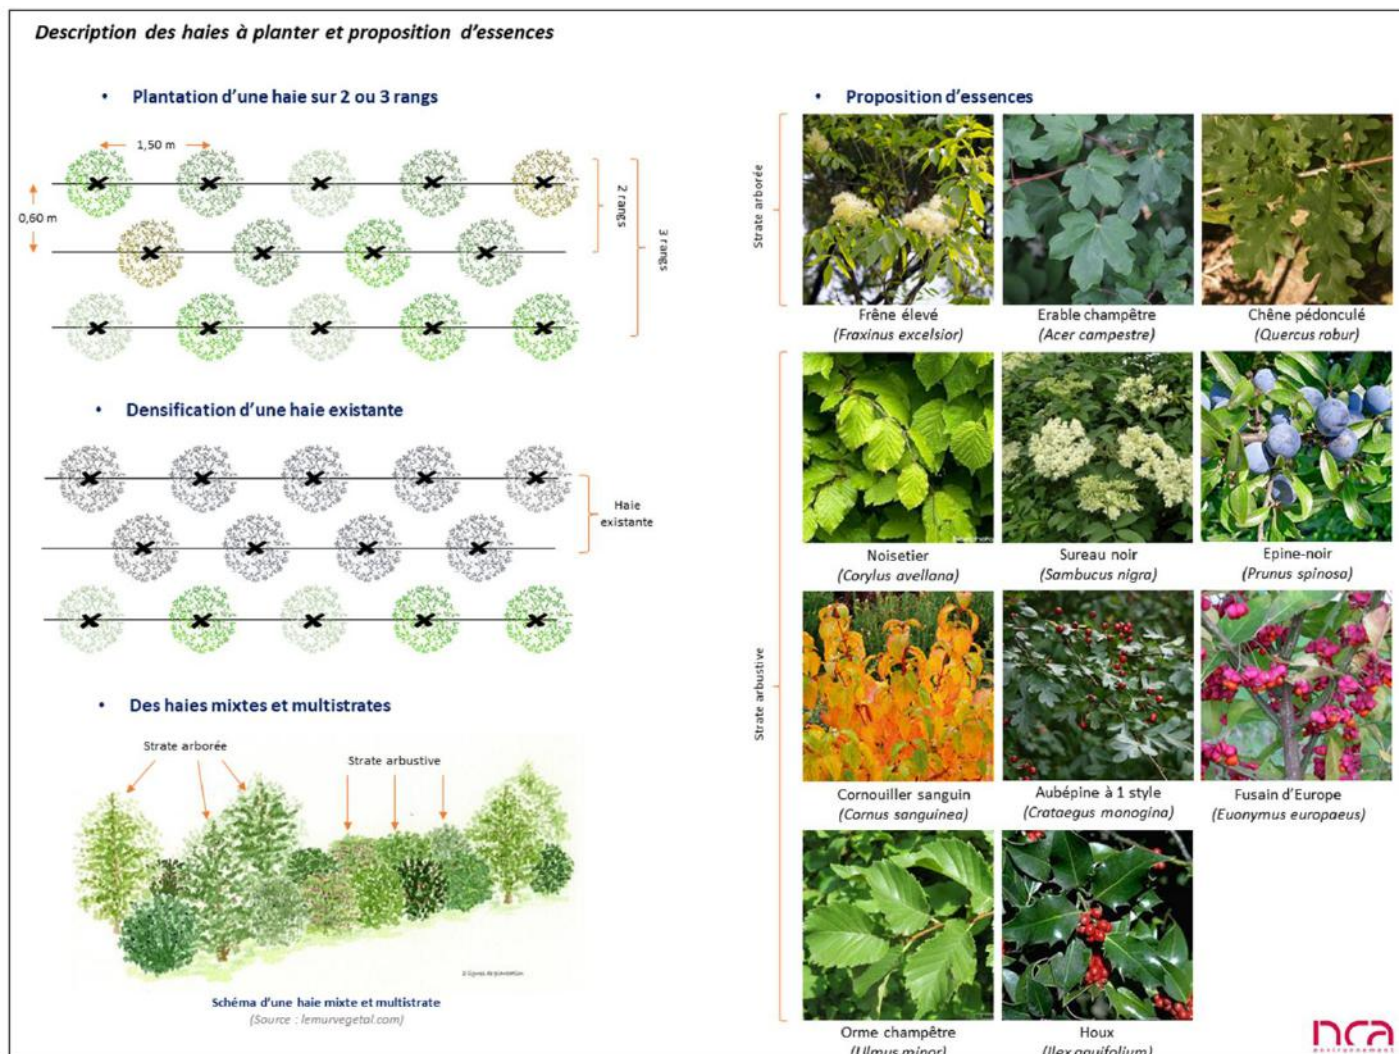 Description des haies à planter et proposition d'essences
• Plantation d'une haie sur 2 ou 3 rangs
1,50 m
0,60 m
2 rangs
3 rangs
• Densification d'une haie existante
Haie
existante
• Des haies mixtes et multistrates
Strate arborée
Strate arbustive
2 lignes de plantation
Schéma d'une haie mixte et multistrate
(Source : lemurvegetal.com)
• Proposition d'essences
Strate arborée
Frêne élevé
(Fraxinus excelsior)
Erable champêtre
(Acer campestre)
Chêne pédonculé
(Quercus robur)
Strate arbustive
Noisetier
(Corylus avellana)
Sureau noir
(Sambucus nigra)
Epine-noir
(Prunus spinosa)
Cornouiller sanguin
(Cornus sanguinea)
Aubépine à 1 style
(Crataegus monogina)
Fusain d'Europe
(Euonymus europaeus)
Orme champêtre
(Ulmus minor)
Houx
(Ilex aquifolium)
nca
environnement